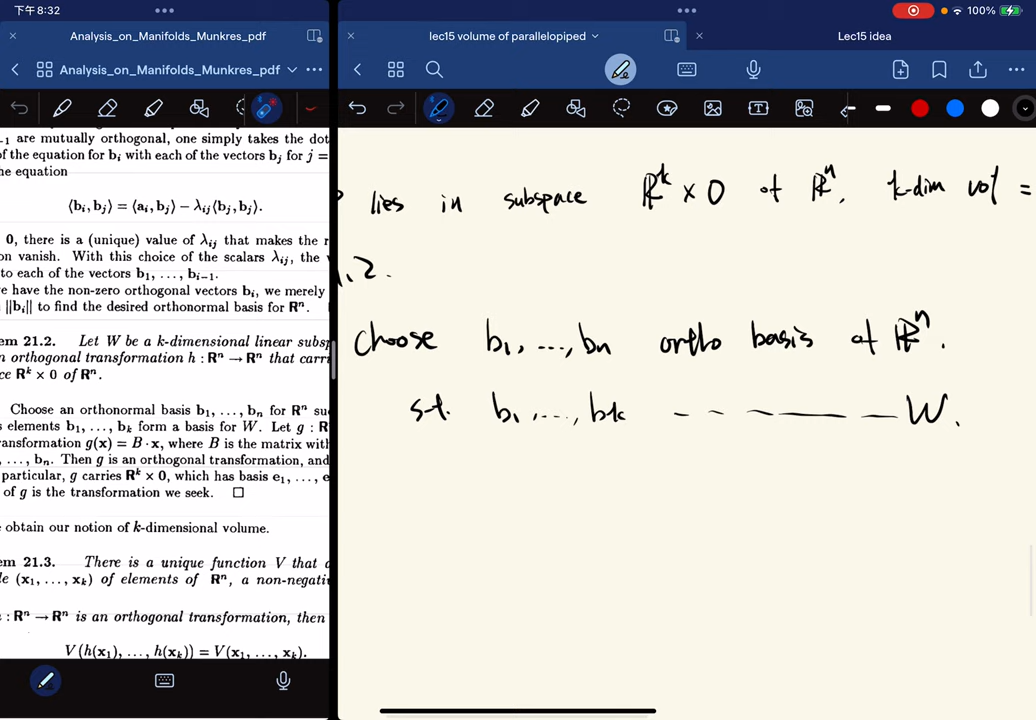 下午8:32
100%
Analysis_on_Manifolds_Munkres_pdf
lec15 volume of parallelopiped
Lec15 idea
Analysis_on_Manifolds_Munkres_pdf
-1 are mutually orthogonal, one simply takes the dot
of the equation for bᵢ with each of the vectors bⱼ for j =
he equation
⟨bᵢ, bⱼ⟩ = ⟨aᵢ, bⱼ⟩ − λᵢⱼ⟨bⱼ, bⱼ⟩.
0, there is a (unique) value of λᵢⱼ that makes the r
on vanish. With this choice of the scalars λᵢⱼ, the
to each of the vectors b₁, . . . , bᵢ₋₁.
e have the non-zero orthogonal vectors bᵢ, we merely
‖bᵢ‖ to find the desired orthonormal basis for Rⁿ.
em 21.2. Let W be a k-dimensional linear subsp
n orthogonal transformation h : Rⁿ → Rⁿ that carri
ce Rᵏ × 0 of Rⁿ.
Choose an orthonormal basis b₁, . . . , bₙ for Rⁿ su
s elements b₁, . . . , bₖ form a basis for W. Let g : R
ransformation g(x) = B · x, where B is the matrix with
, . . . , bₙ. Then g is an orthogonal transformation, and
particular, g carries Rᵏ × 0, which has basis e₁, . . . , e
of g is the transformation we seek. □
e obtain our notion of k-dimensional volume.
em 21.3. There is a unique function V that a
le (x₁, . . . , xₖ) of elements of Rⁿ, a non-negativ
: Rⁿ → Rⁿ is an orthogonal transformation, then
V(h(x₁), . . . , h(xₖ)) = V(x₁, . . . , xₖ).
lies in subspace ℝᵏ × 0 of ℝⁿ, k-dim vol =
1.2.
choose b₁, ..., bn ortho basis of ℝⁿ.
s.t. b₁, ..., bk - - - ——— W.